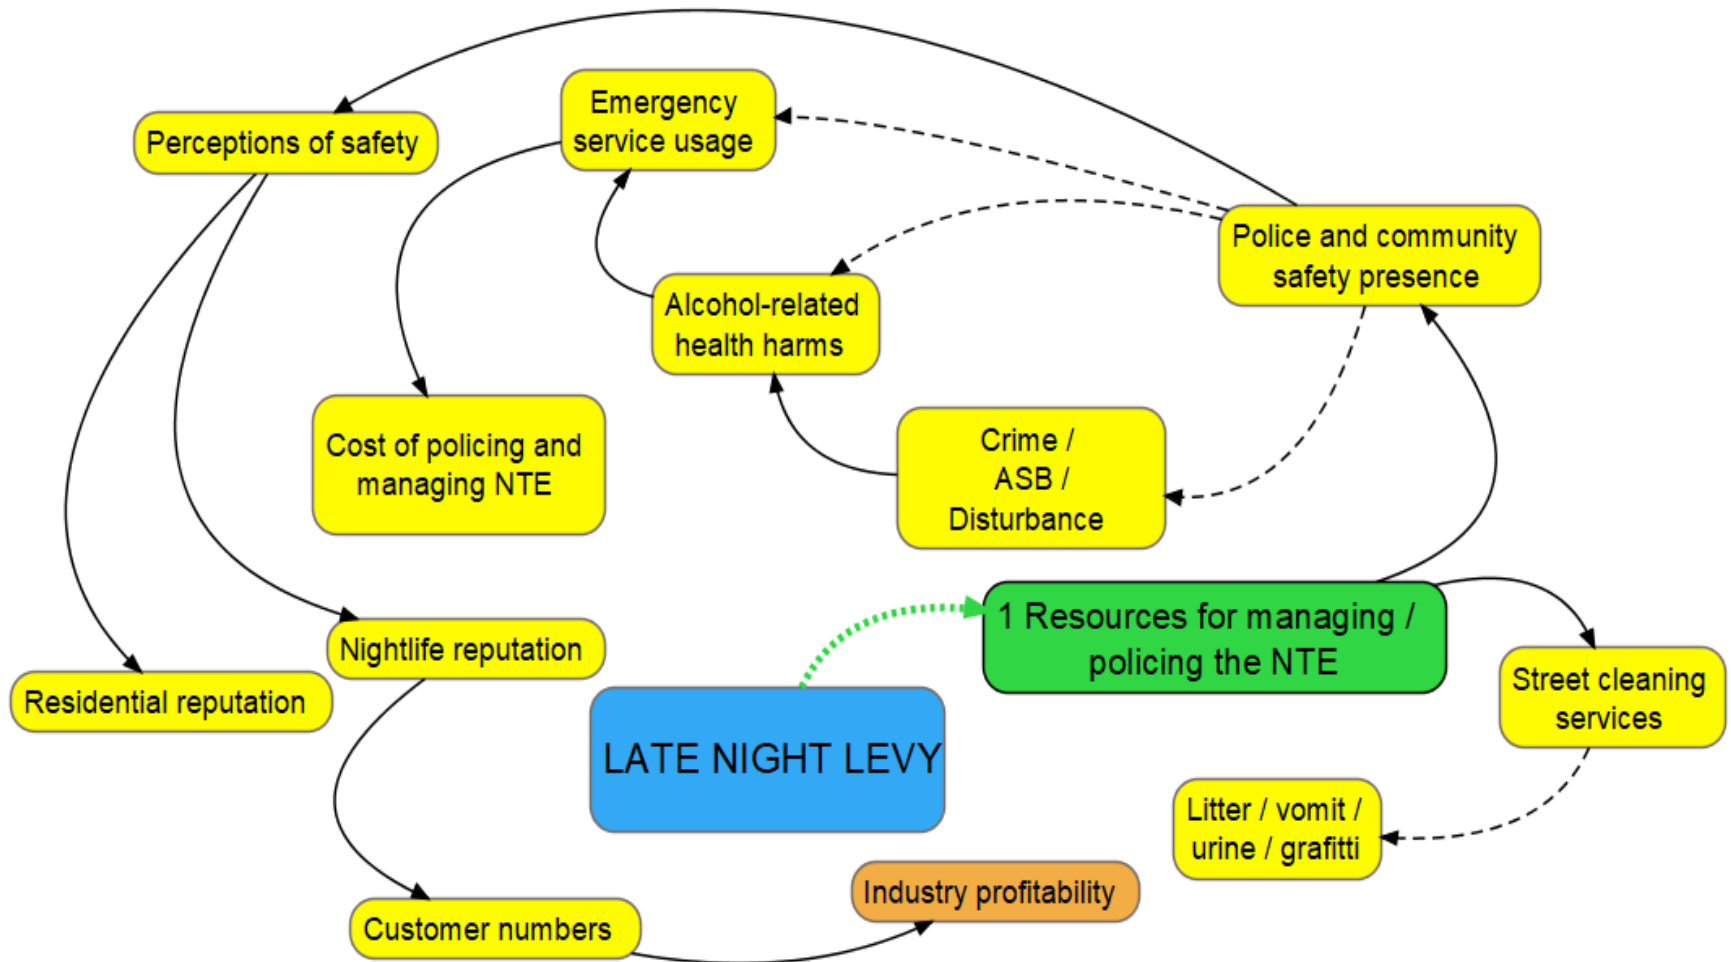 Emergency
service usage
Perceptions of safety
Police and community
safety presence
Alcohol-related
health harms
Cost of policing and
managing NTE
Crime /
ASB /
Disturbance
1 Resources for managing /
policing the NTE
Nightlife reputation
Residential reputation
Street cleaning
services
LATE NIGHT LEVY
Litter / vomit /
urine / grafitti
Industry profitability
Customer numbers